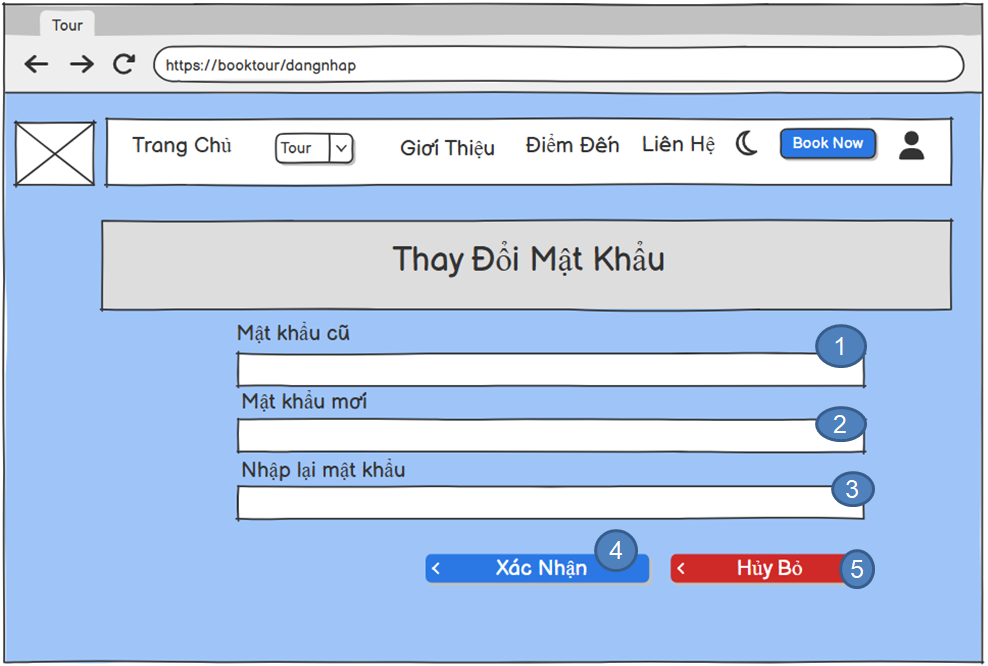 Tour
https://booktour/dangnhap
Trang Chủ Tour Giới Thiệu Điểm Đến Liên Hệ Book Now
Thay Đổi Mật Khẩu
Mật khẩu cũ
1
Mật khẩu mới
2
Nhập lại mật khẩu
3
Xác Nhận 4 Hủy Bỏ 5